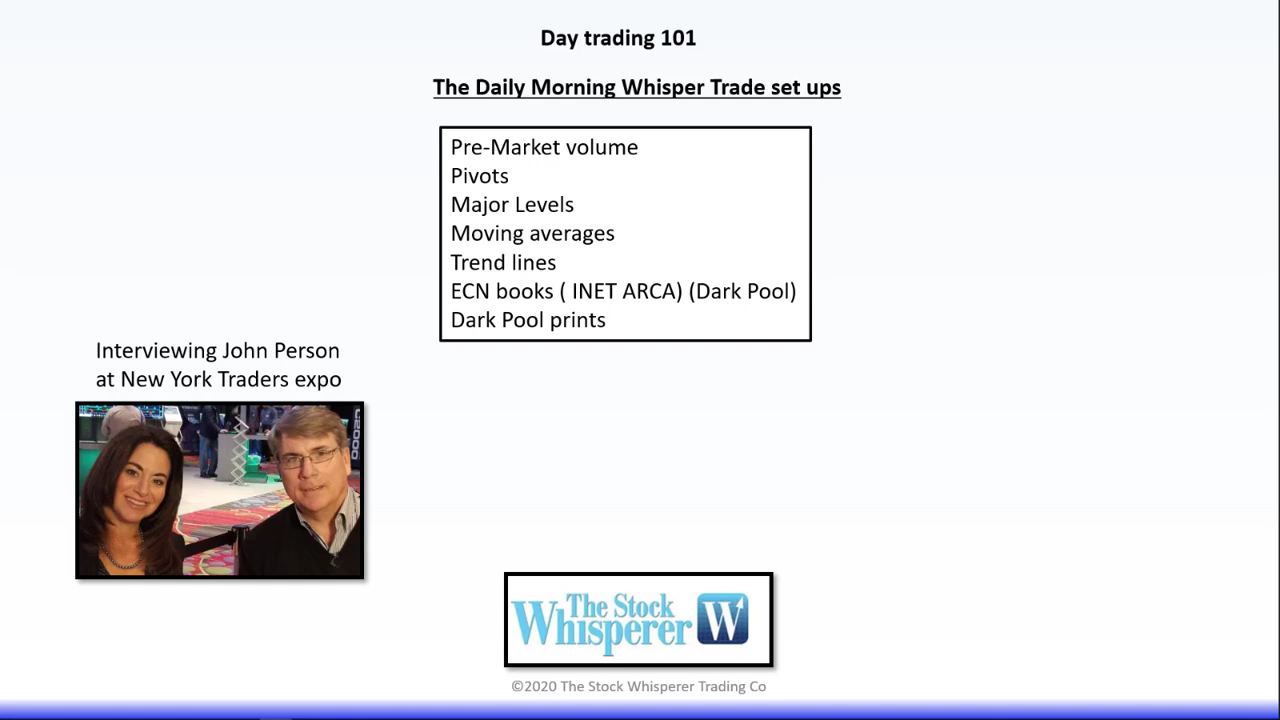 Day trading 101
The Daily Morning Whisper Trade set ups
Pre-Market volume
Pivots
Major Levels
Moving averages
Trend lines
ECN books ( INET ARCA) (Dark Pool)
Dark Pool prints
Interviewing John Person
at New York Traders expo
The Stock
Whisperer W
©2020 The Stock Whisperer Trading Co